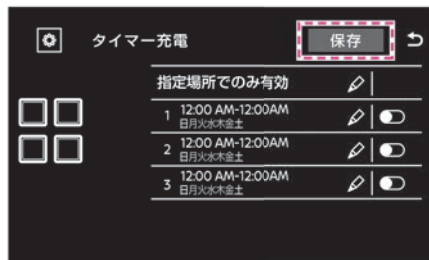 タイマー充電
保存
指定場所でのみ有効
1 12:00 AM-12:00AM
日月火水木金土
2 12:00 AM-12:00AM
日月火水木金土
3 12:00 AM-12:00AM
日月火水木金土